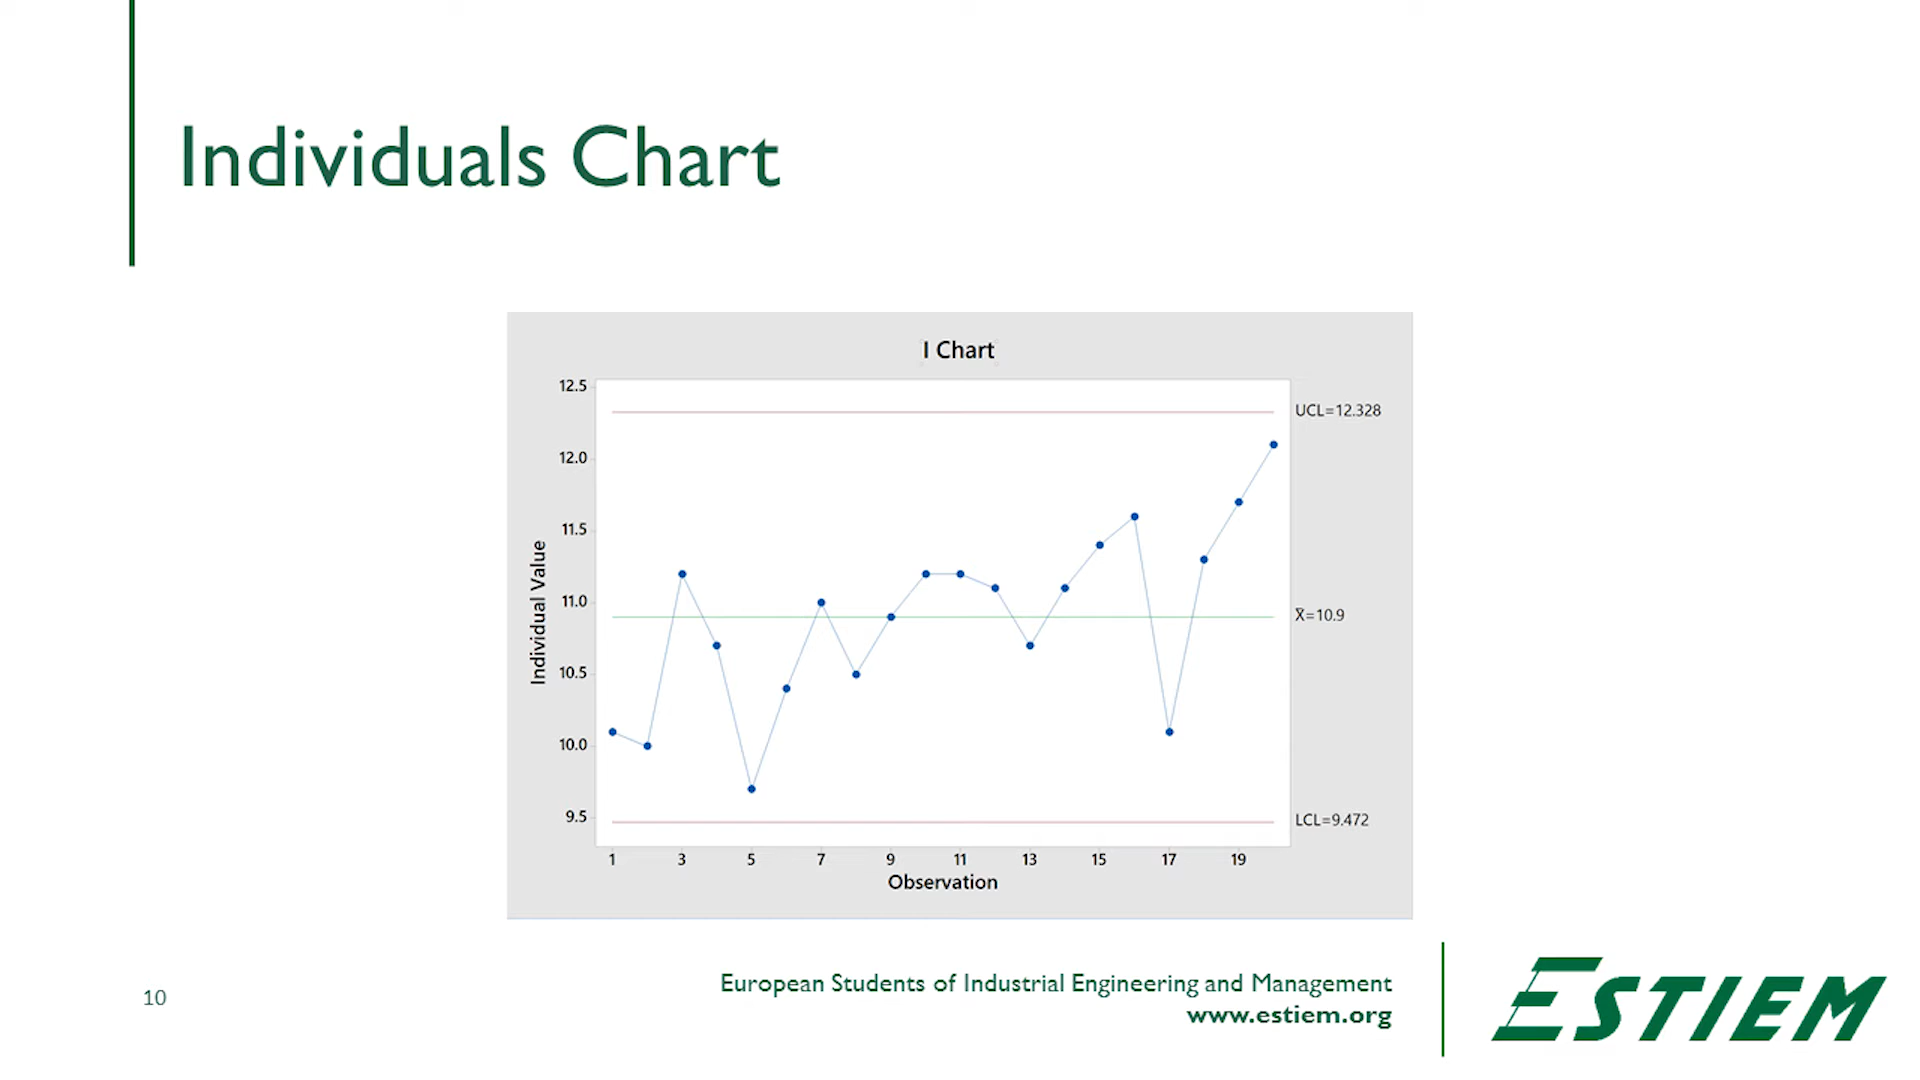 Individuals Chart
I Chart
12.5
12.0
11.5
11.0
10.5
10.0
9.5
Individual Value
UCL=12.328
X̅=10.9
LCL=9.472
1 3 5 7 9 11 13 15 17 19
Observation
10
European Students of Industrial Engineering and Management
www.estiem.org
ESTIEM